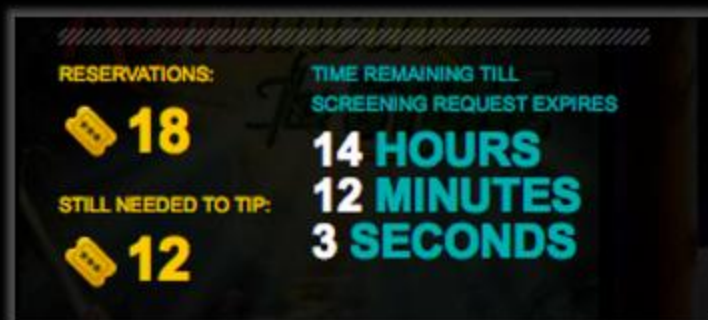 RESERVATIONS:
18
STILL NEEDED TO TIP:
12
TIME REMAINING TILL
SCREENING REQUEST EXPIRES
14 HOURS
12 MINUTES
3 SECONDS